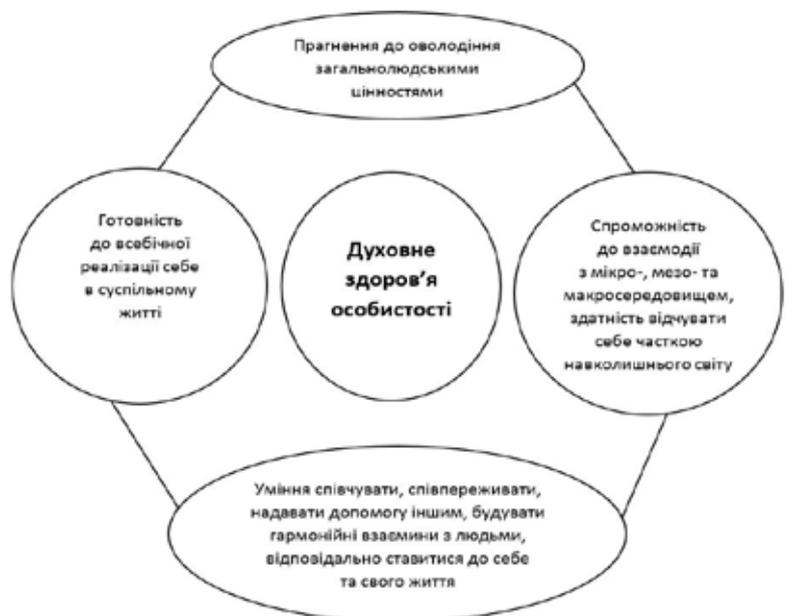 Прагнення до оволодіння
загальнолюдськими
цінностями
Готовність
до всебічної
реалізації себе
в суспільному
житті
Духовне
здоров’я
особистості
Спроможність
до взаємодії
з мікро-, мезо- та
макросередовищем,
здатність відчувати
себе часткою
навколишнього світу
Уміння співчувати, співпереживати,
надавати допомогу іншим, будувати
гармонійні взаємини з людьми,
відповідально ставитися до себе
та свого життя